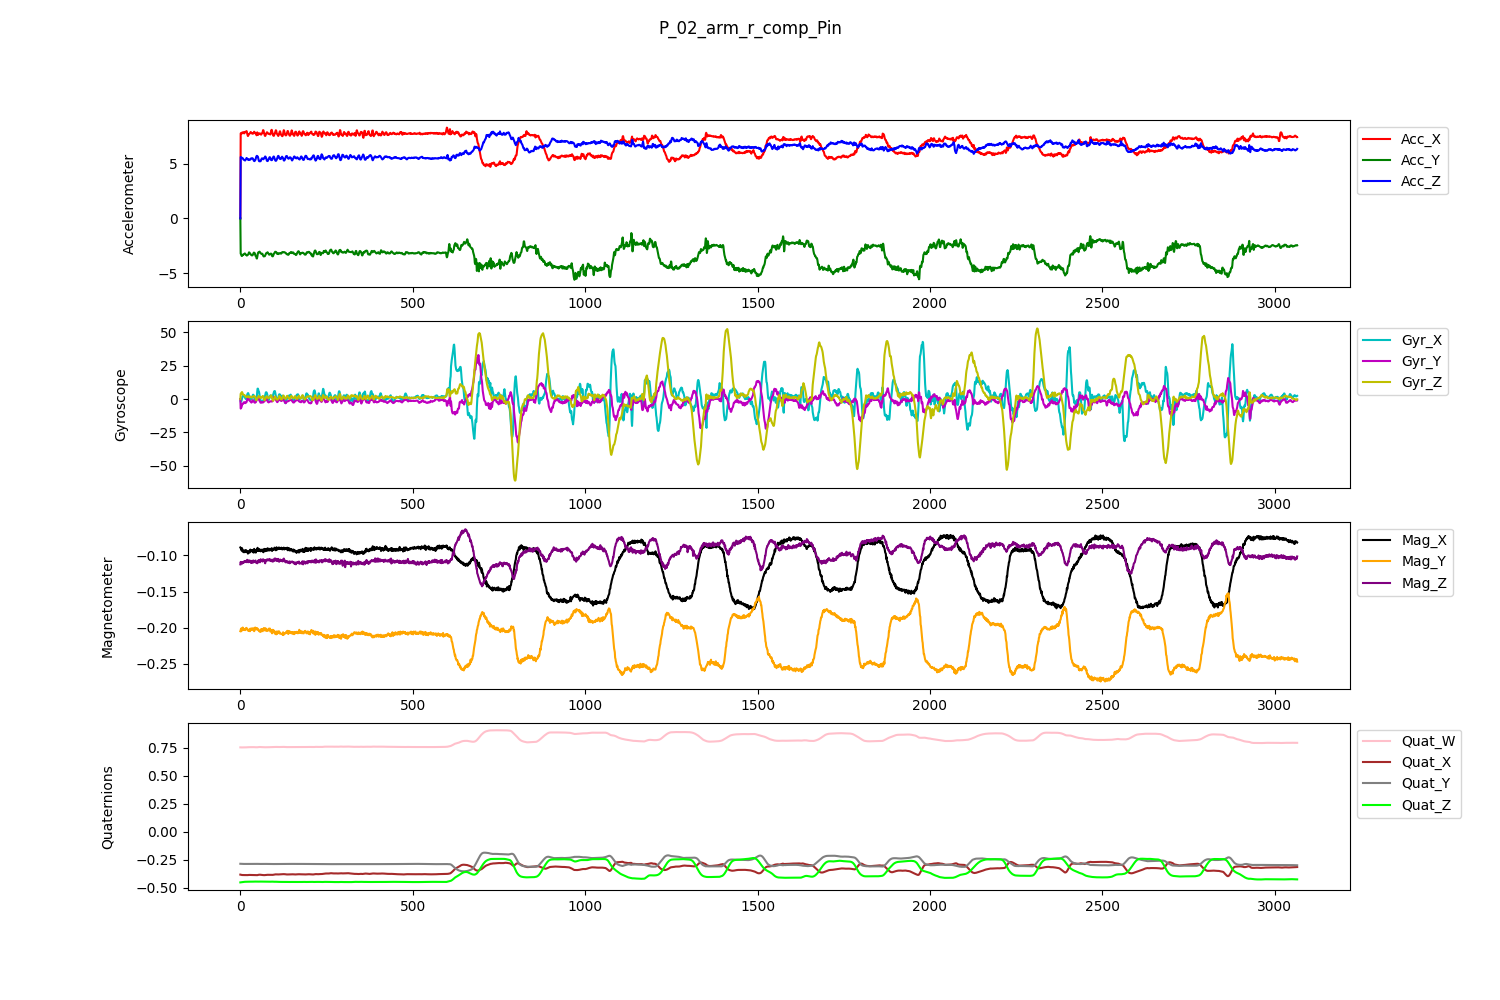 P_02_arm_r_comp_Pin
Accelerometer
5
0
−5
0 500 1000 1500 2000 2500 3000
Acc_X
Acc_Y
Acc_Z
Gyroscope
50
25
0
−25
−50
0 500 1000 1500 2000 2500 3000
Gyr_X
Gyr_Y
Gyr_Z
Magnetometer
−0.10
−0.15
−0.20
−0.25
0 500 1000 1500 2000 2500 3000
Mag_X
Mag_Y
Mag_Z
Quaternions
0.75
0.50
0.25
0.00
−0.25
−0.50
0 500 1000 1500 2000 2500 3000
Quat_W
Quat_X
Quat_Y
Quat_Z